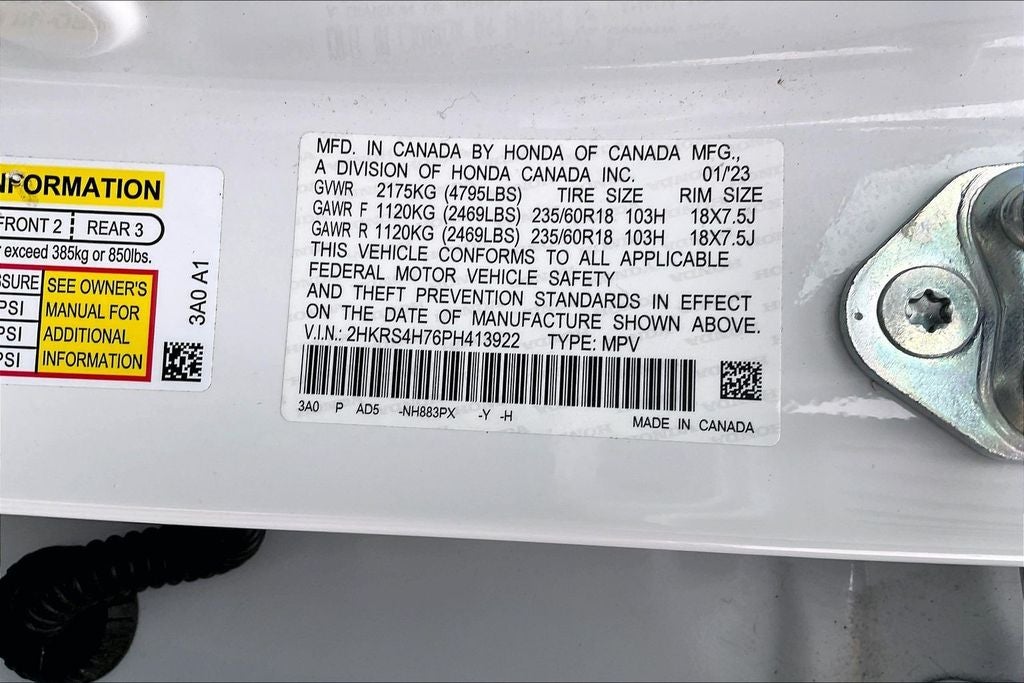 INFORMATION
FRONT 2 REAR 3
exceed 385kg or 850lbs.
SEE OWNER'S
MANUAL FOR
ADDITIONAL
INFORMATION
PSI
PSI
3A0 A1
MFD. IN CANADA BY HONDA OF CANADA MFG.,
A DIVISION OF HONDA CANADA INC. 01/23
GVWR 2175KG (4795LBS) TIRE SIZE RIM SIZE
GAWR F 1120KG (2469LBS) 235/60R18 103H 18X7.5J
GAWR R 1120KG (2469LBS) 235/60R18 103H 18X7.5J
THIS VEHICLE CONFORMS TO ALL APPLICABLE
FEDERAL MOTOR VEHICLE SAFETY
AND THEFT PREVENTION STANDARDS IN EFFECT
ON THE DATE OF MANUFACTURE SHOWN ABOVE.
V.I.N.: 2HKRS4H76PH413922 TYPE: MPV
3A0 P AD5 -NH883PX -Y -H
MADE IN CANADA